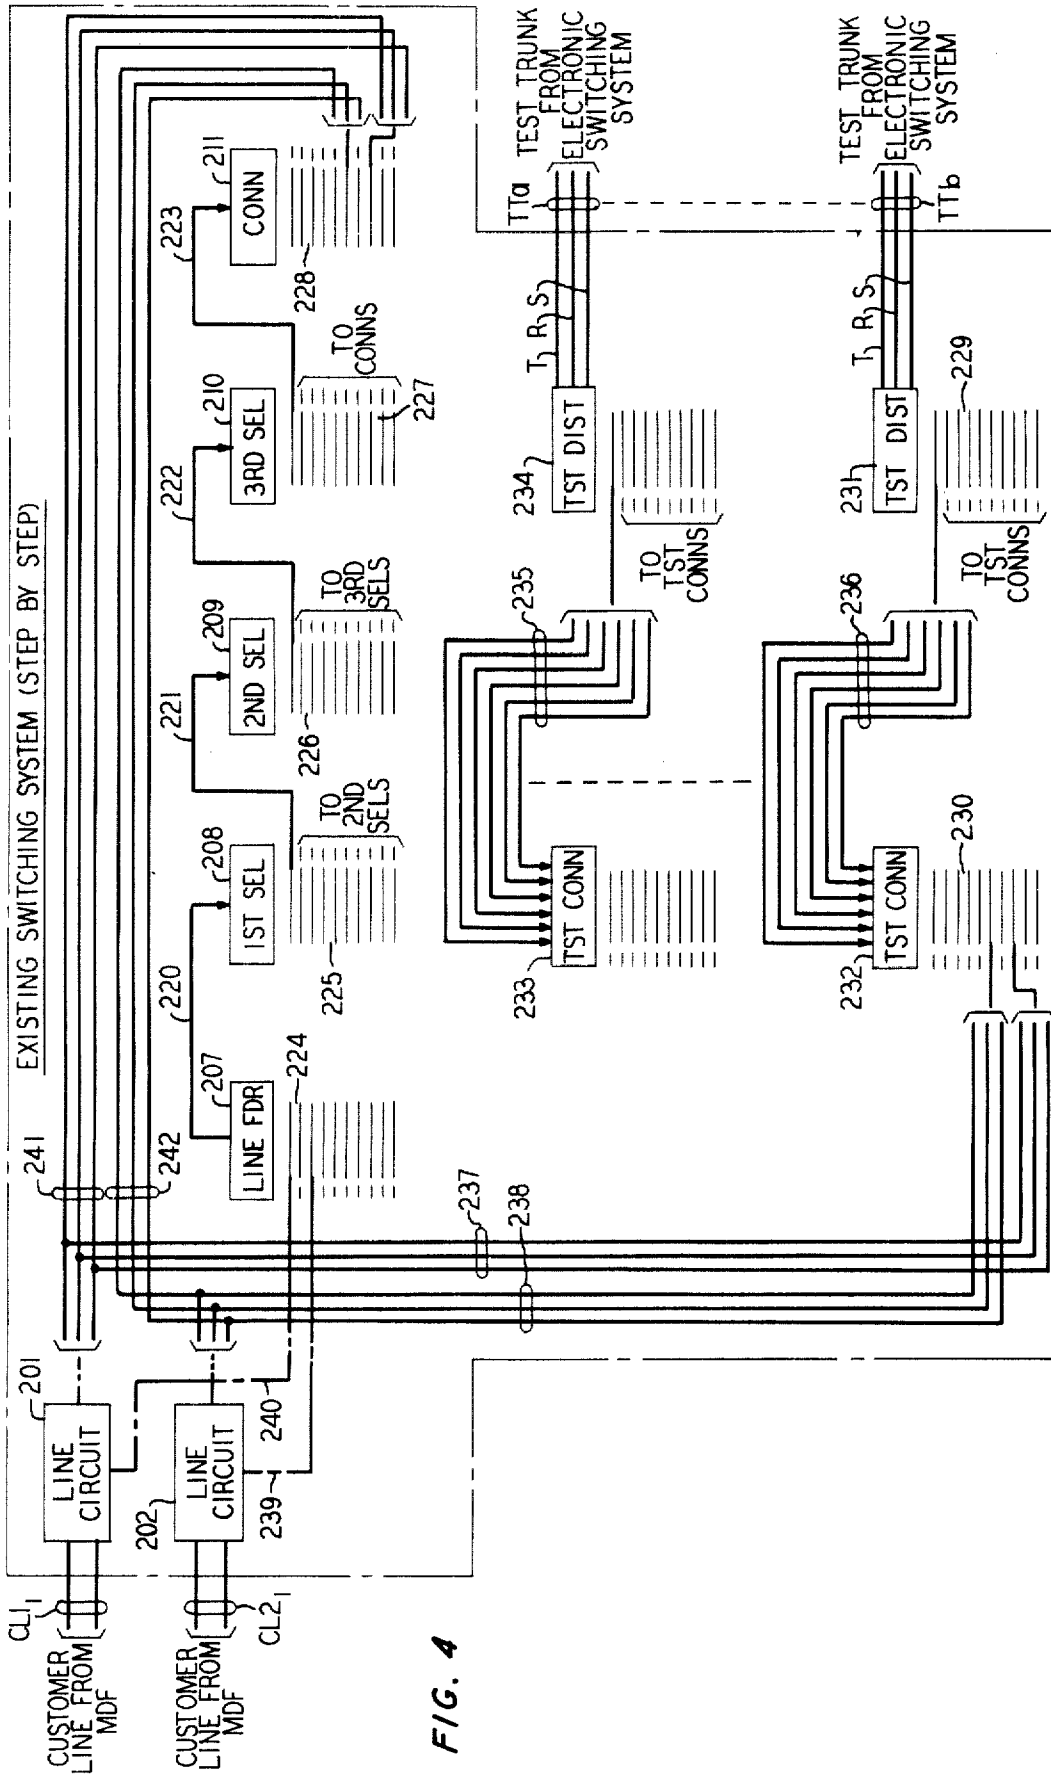 EXISTING SWITCHING SYSTEM (STEP BY STEP)
CL1₁
CUSTOMER
LINE FROM
MDF
201
LINE
CIRCUIT
CL2₁
CUSTOMER
LINE FROM
MDF
202
LINE
CIRCUIT
239
240
241
242
207
LINE FDR
224
220
208
1ST SEL
225
TO
2ND
SELS
221
209
2ND SEL
226
TO
3RD
SELS
222
210
3RD SEL
227
TO
CONNS
223
211
CONN
228
237
238
233
TST CONN
235
TO
TST
CONNS
234
TST DIST
T
R
S
TTa
TEST TRUNK
FROM
ELECTRONIC
SWITCHING
SYSTEM
232
TST CONN
230
236
TO
TST
CONNS
231
TST DIST
229
T
R
S
TTb
TEST TRUNK
FROM
ELECTRONIC
SWITCHING
SYSTEM
FIG. 4